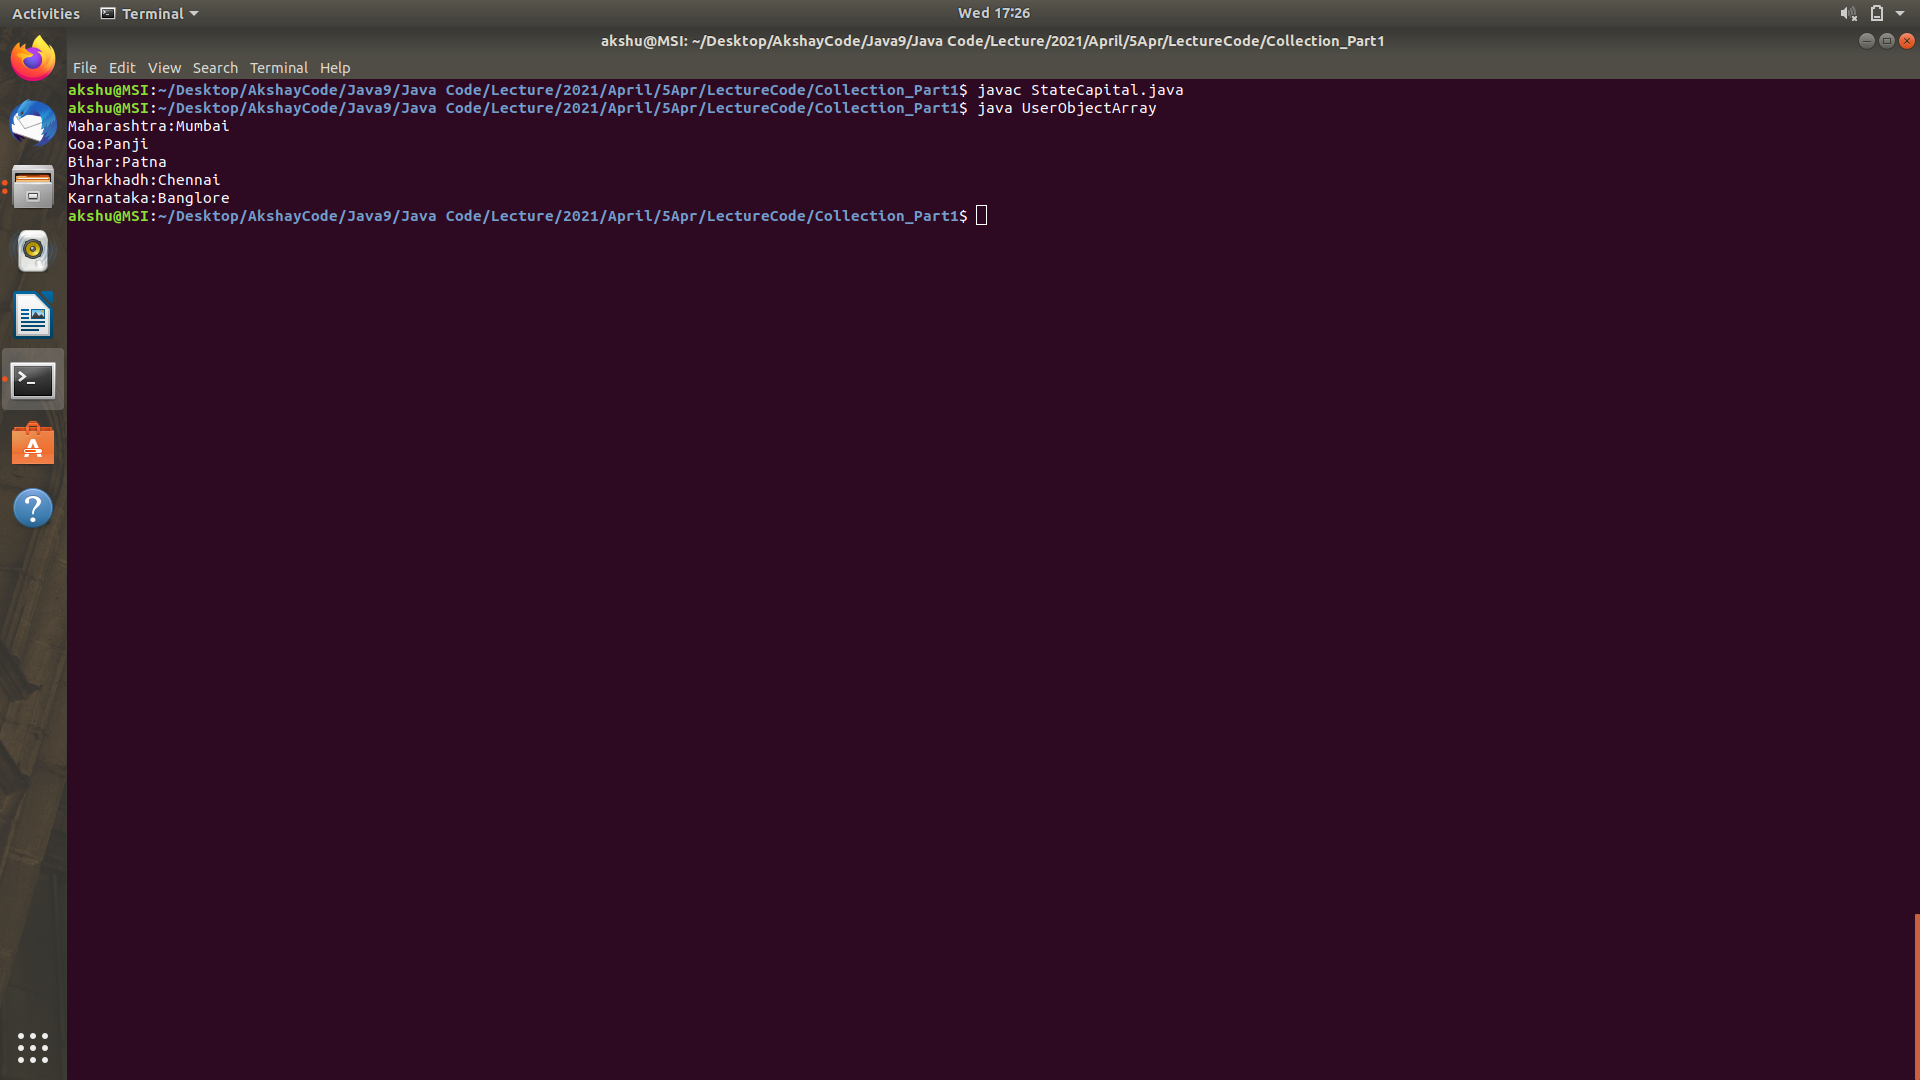 Activities Terminal Wed 17:26
akshu@MSI: ~/Desktop/AkshayCode/Java9/Java Code/Lecture/2021/April/5Apr/LectureCode/Collection_Part1
File Edit View Search Terminal Help
akshu@MSI:~/Desktop/AkshayCode/Java9/Java Code/Lecture/2021/April/5Apr/LectureCode/Collection_Part1$ javac StateCapital.java
akshu@MSI:~/Desktop/AkshayCode/Java9/Java Code/Lecture/2021/April/5Apr/LectureCode/Collection_Part1$ java UserObjectArray
Maharashtra:Mumbai
Goa:Panji
Bihar:Patna
Jharkhadh:Chennai
Karnataka:Banglore
akshu@MSI:~/Desktop/AkshayCode/Java9/Java Code/Lecture/2021/April/5Apr/LectureCode/Collection_Part1$